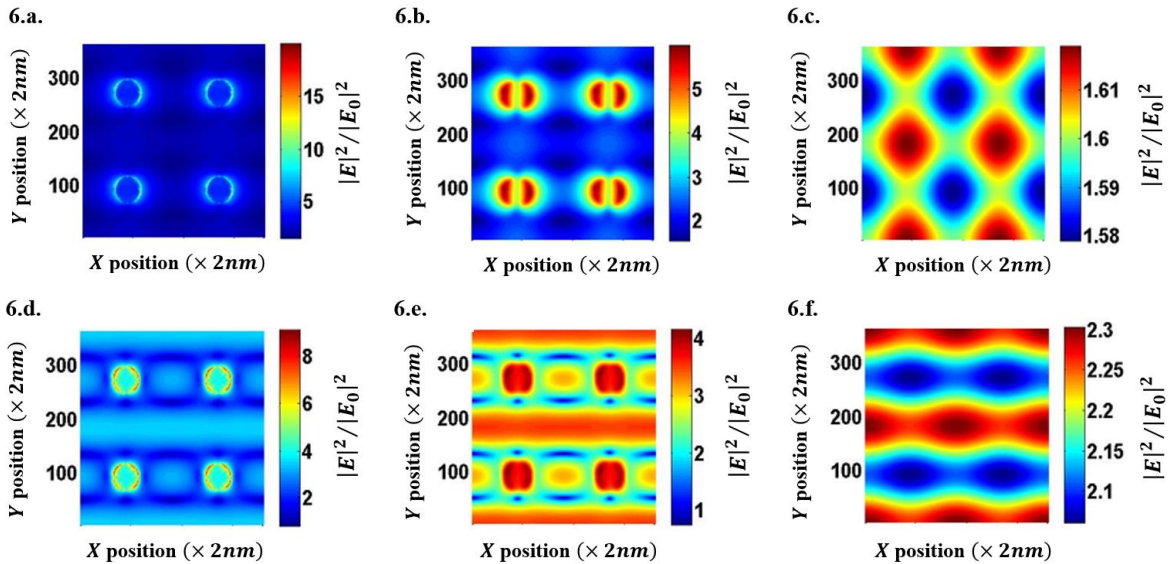 6.a.
300
200
100
Y position (× 2nm)
X position (× 2nm)
15
10
5
|E|²/|E₀|²
6.b.
300
200
100
Y position (× 2nm)
X position (× 2nm)
5
4
3
2
|E|²/|E₀|²
6.c.
300
200
100
Y position (× 2nm)
X position (× 2nm)
1.61
1.6
1.59
1.58
|E|²/|E₀|²
6.d.
300
200
100
Y position (× 2nm)
X position (× 2nm)
8
6
4
2
|E|²/|E₀|²
6.e.
300
200
100
Y position (× 2nm)
X position (× 2nm)
4
3
2
1
|E|²/|E₀|²
6.f.
300
200
100
Y position (× 2nm)
X position (× 2nm)
2.3
2.25
2.2
2.15
2.1
|E|²/|E₀|²